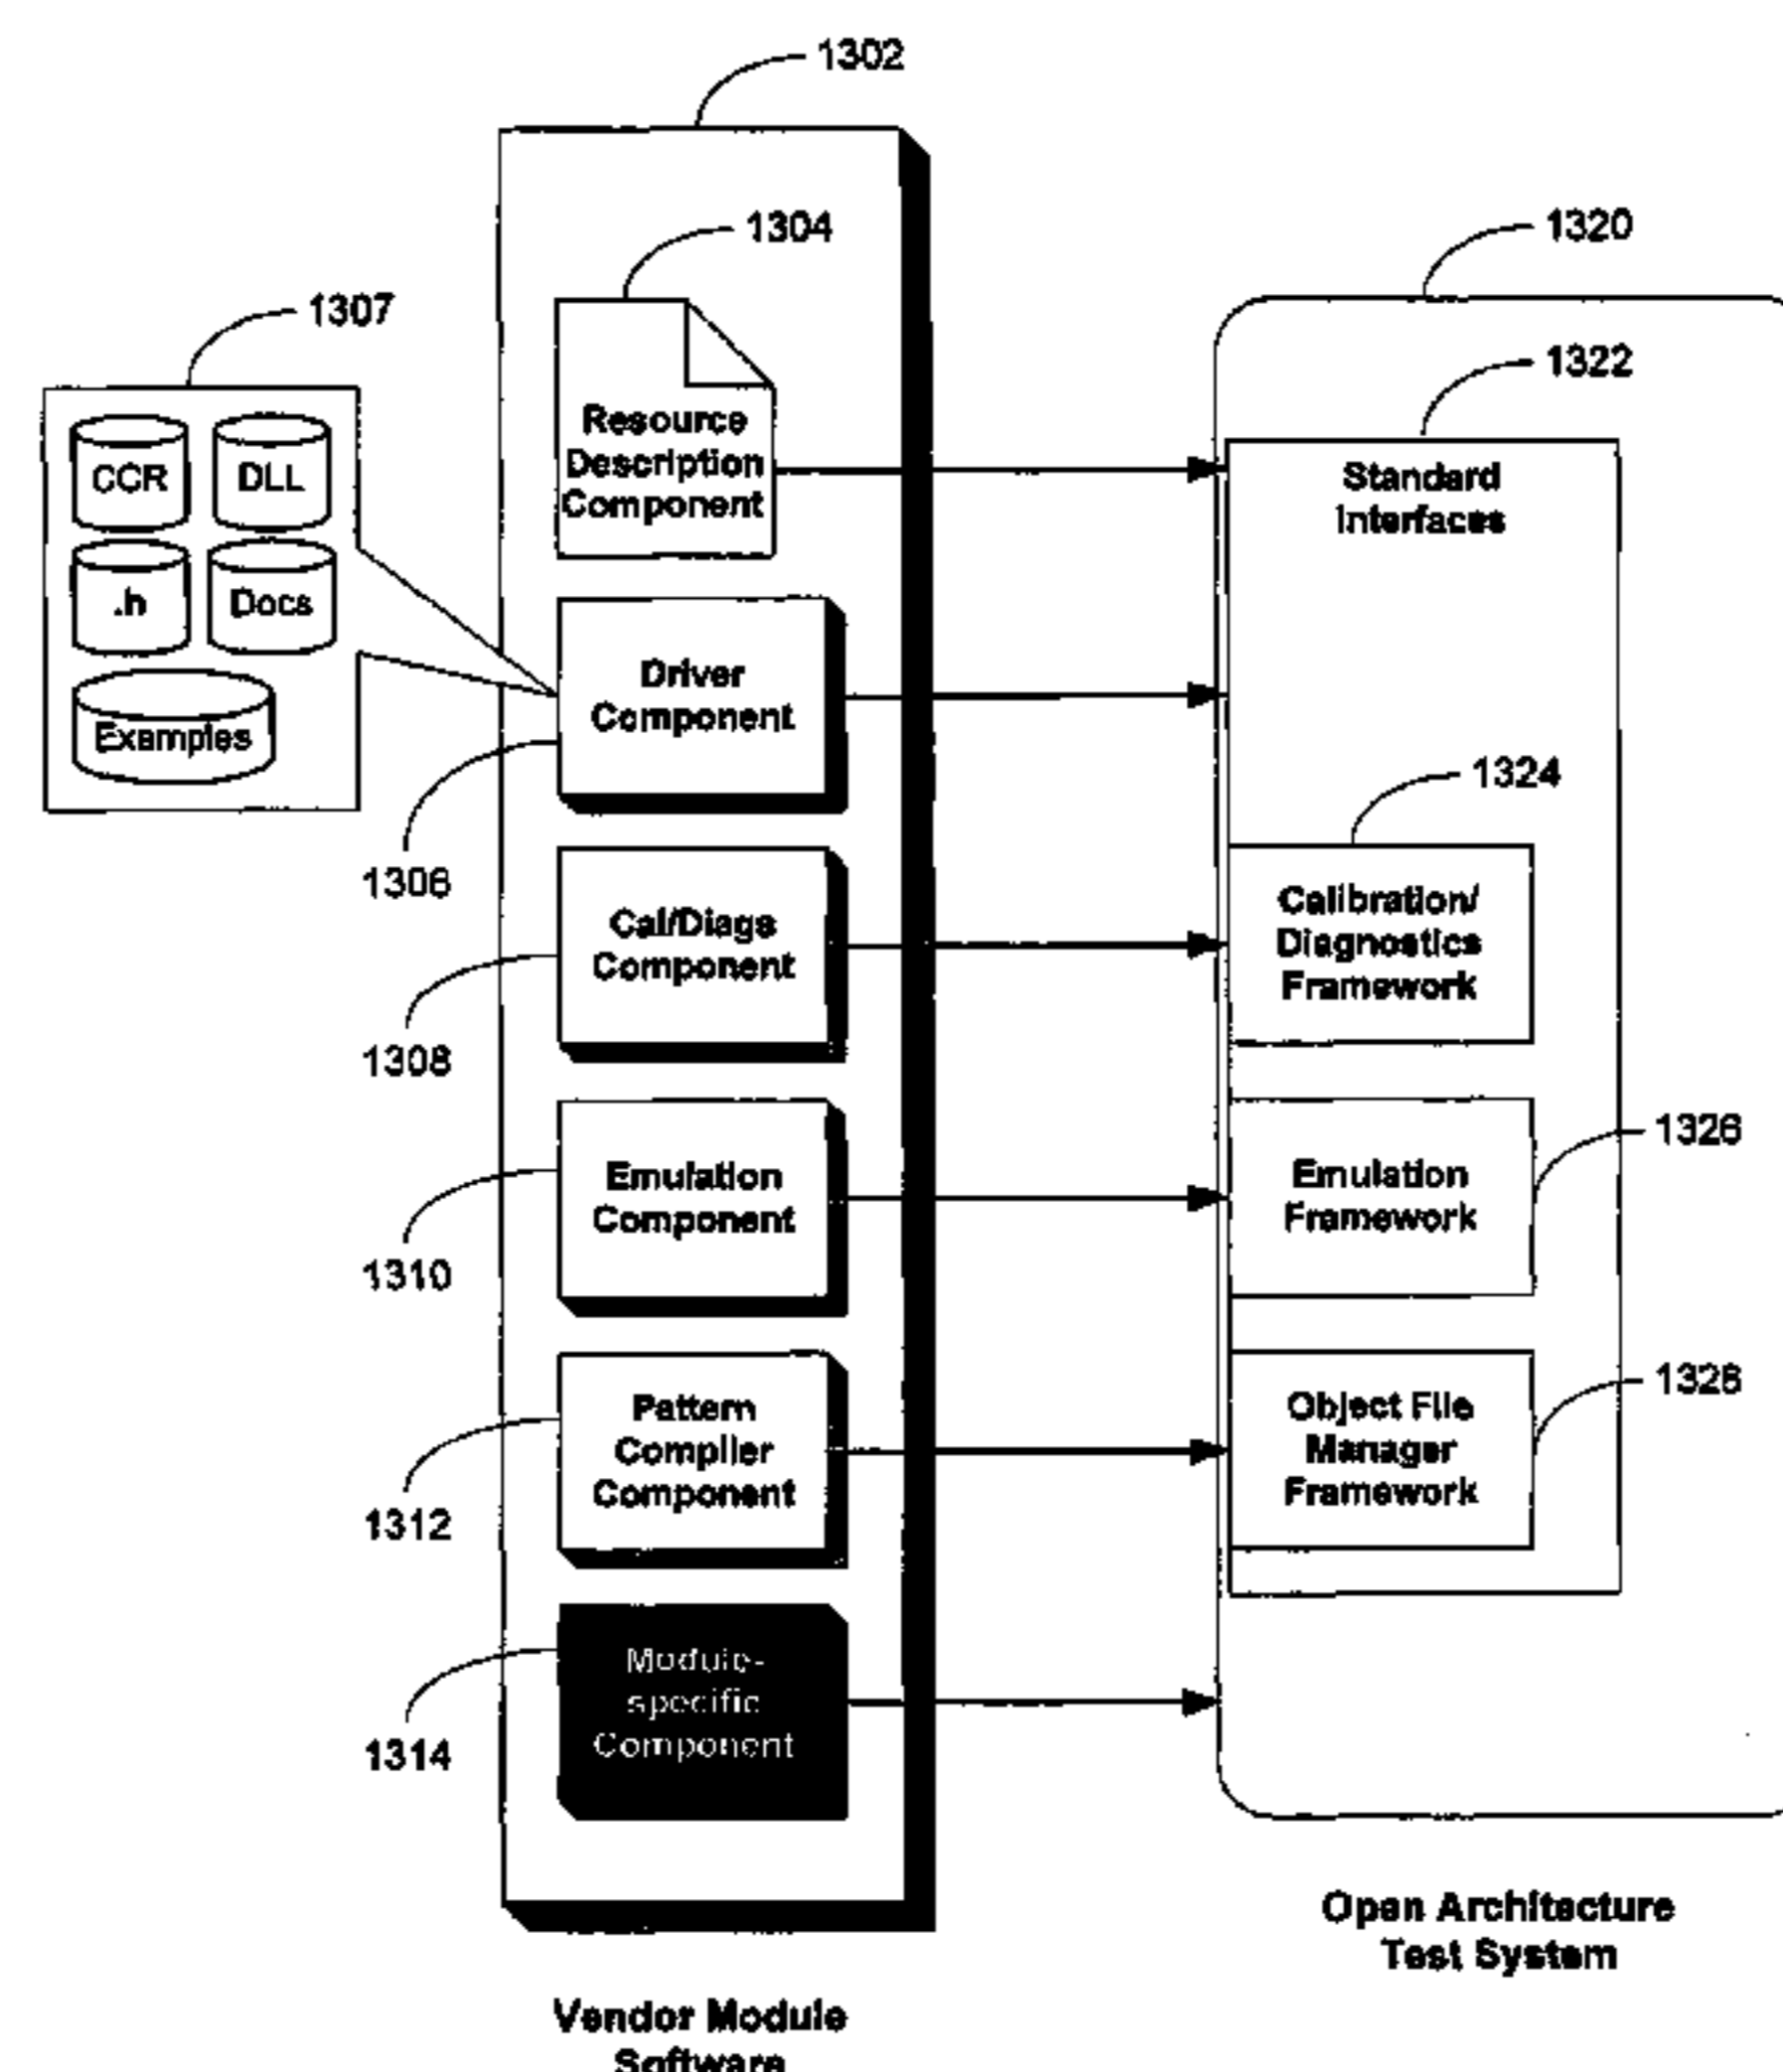 1302
1304
1320
1307
1322
CCR
DLL
Resource
Description
Component
Standard
Interfaces
.h
Docs
Driver
Component
Examples
1324
1306
Calibration/
Diagnostics
Framework
Cal/Diags
Component
1308
1326
Emulation
Component
Emulation
Framework
1310
1328
Pattern
Compiler
Component
Object File
Manager
Framework
1312
Module-
specific
Component
1314
Open Architecture
Test System
Vendor Module
Software